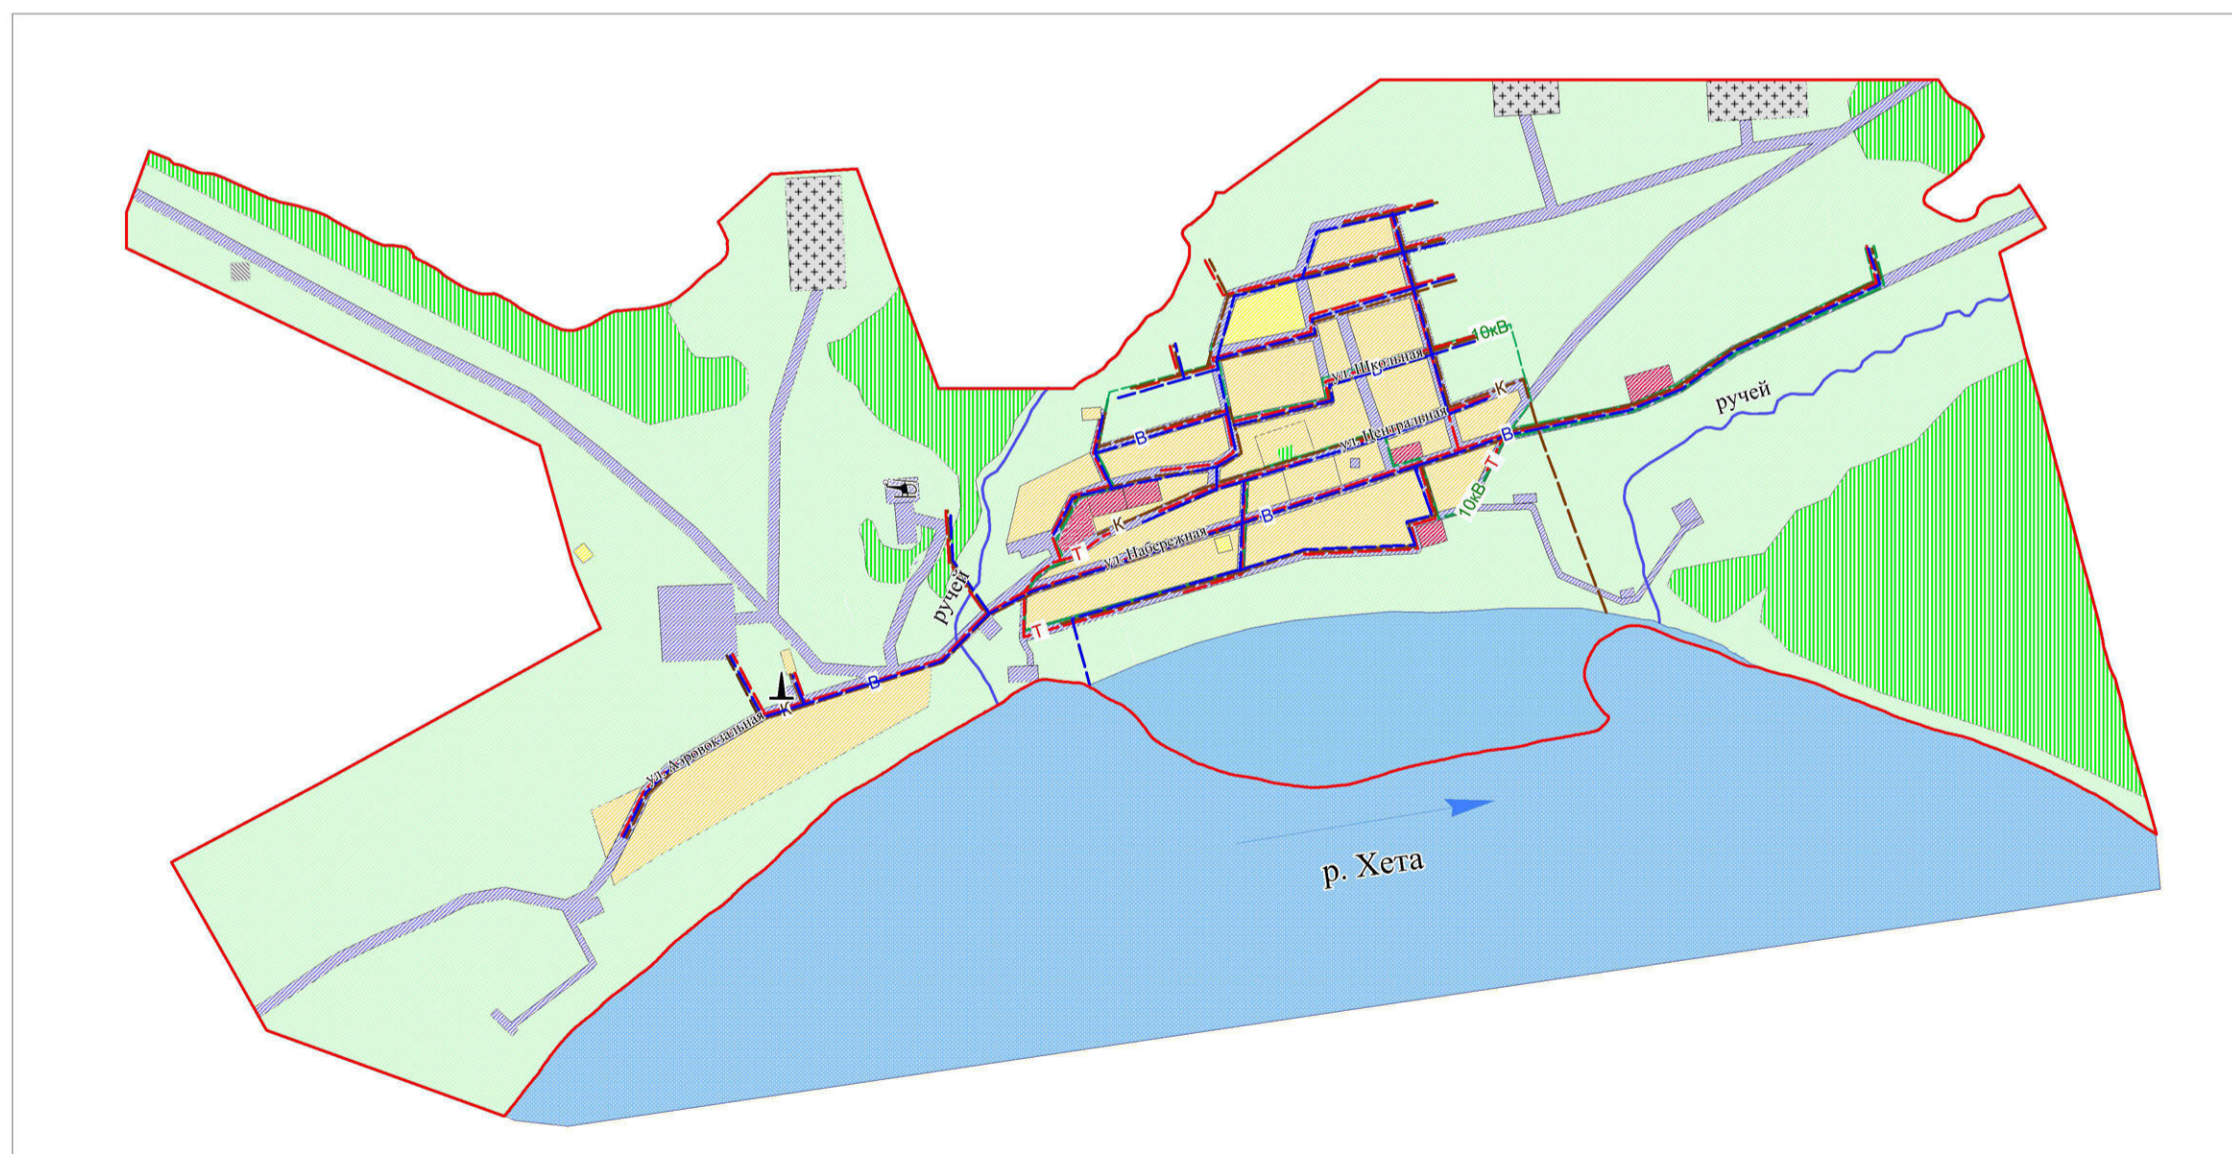 10кВ
ул. Школьная
В
К
ручей
ул. Центральная
В
В
Т
10кВ
К
В
Т
ул. Набережная
ручей
Т
В
К
ул. Аэровокзальная
р. Хета